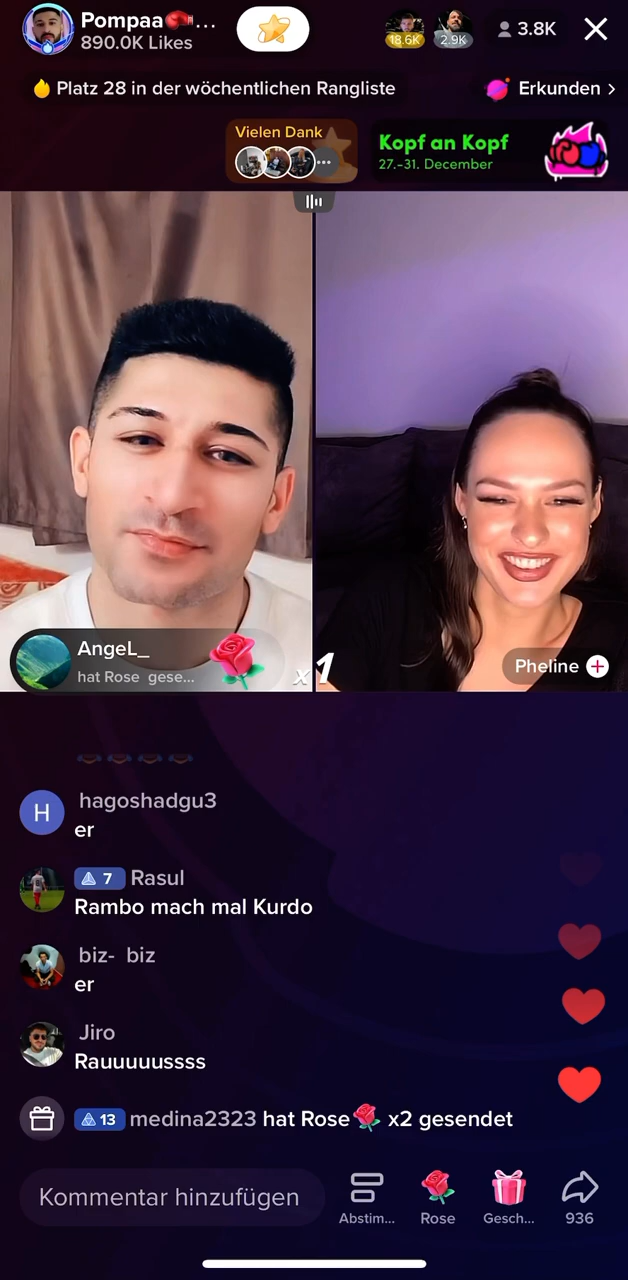 Pompaa🥊...
890.0K Likes
18.6K
2.9K
3.8K
Platz 28 in der wöchentlichen Rangliste
Erkunden >
Vielen Dank
Kopf an Kopf
27.-31. December
AngeL_
hat Rose gese...
x1
Pheline
H
hagoshadgu3
er
7 Rasul
Rambo mach mal Kurdo
biz- biz
er
Jiro
Rauuuuussss
13 medina2323 hat Rose🌹 x2 gesendet
Kommentar hinzufügen
Abstim...
Rose
Gesch...
936